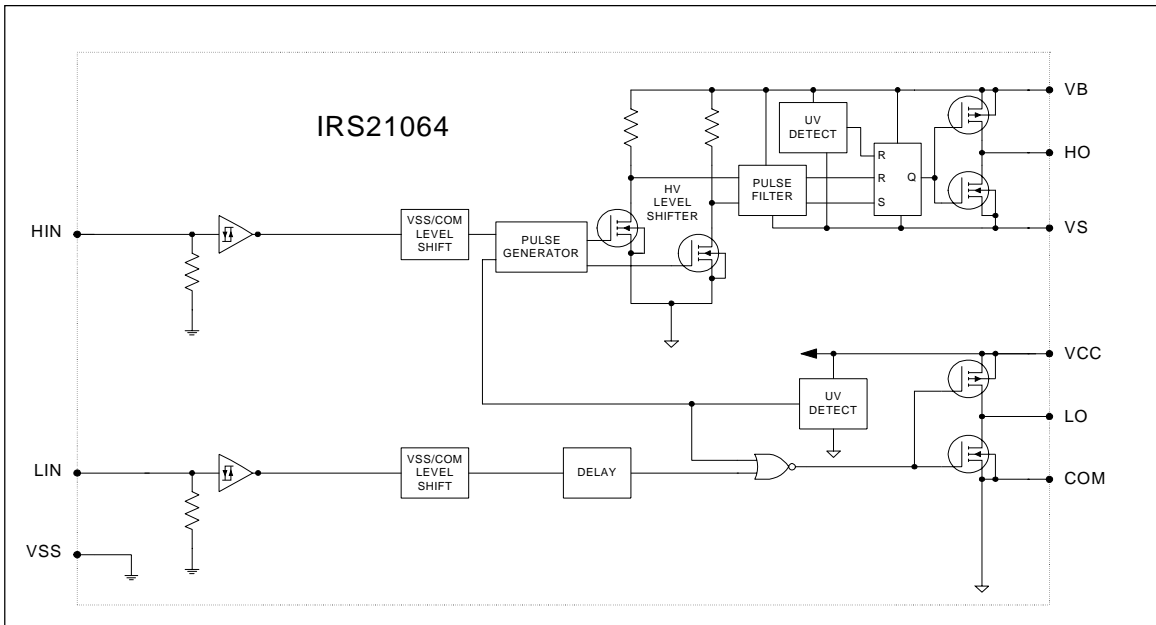 IRS21064
VB
UV
DETECT
R
R
S
Q
HO
PULSE
FILTER
HV
LEVEL
SHIFTER
VS
HIN
VSS/COM
LEVEL
SHIFT
PULSE
GENERATOR
VCC
UV
DETECT
LO
LIN
VSS/COM
LEVEL
SHIFT
DELAY
COM
VSS